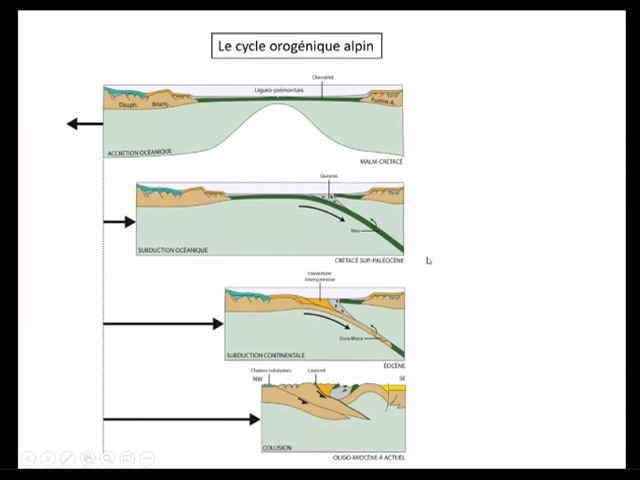 Le cycle orogénique alpin
Chenaillet
Liguro-piémontais
Dauph. Brianç. Austro-A.
ACCRÉTION OCÉANIQUE
MALM-CRÉTACÉ
Queyras
Viso
SUBDUCTION OCÉANIQUE
CRÉTACÉ SUP.-PALÉOCÈNE
couverture
briançonnaise
Dora Maira
SUBDUCTION CONTINENTALE
ÉOCÈNE
Chaînes subalpines
NW SE
COLLISION
OLIGO-MIOCÈNE À ACTUEL